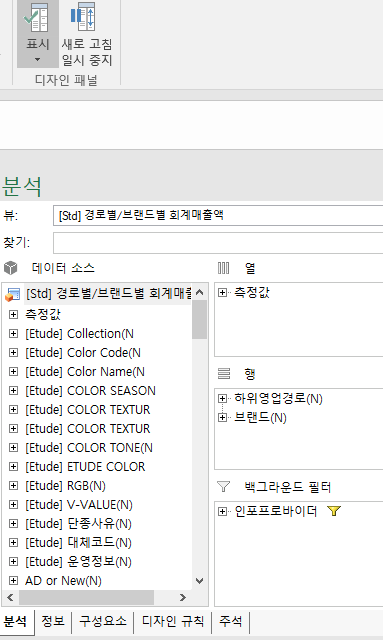 표시
새로 고침
일시 중지
디자인 패널
분석
뷰: [Std] 경로별/브랜드별 회계매출액
찾기:
데이터 소스
[Std] 경로별/브랜드별 회계매출
측정값
[Etude] Collection(N
[Etude] Color Code(N
[Etude] Color Name(N
[Etude] COLOR SEASON
[Etude] COLOR TEXTUR
[Etude] COLOR TEXTUR
[Etude] COLOR TONE(N
[Etude] ETUDE COLOR
[Etude] RGB(N)
[Etude] V-VALUE(N)
[Etude] 단종사유(N)
[Etude] 대체코드(N)
[Etude] 운영정보(N)
AD or New(N)
열
측정값
행
하위영업경로(N)
브랜드(N)
백그라운드 필터
인포프로바이더
분석 정보 구성요소 디자인 규칙 주석